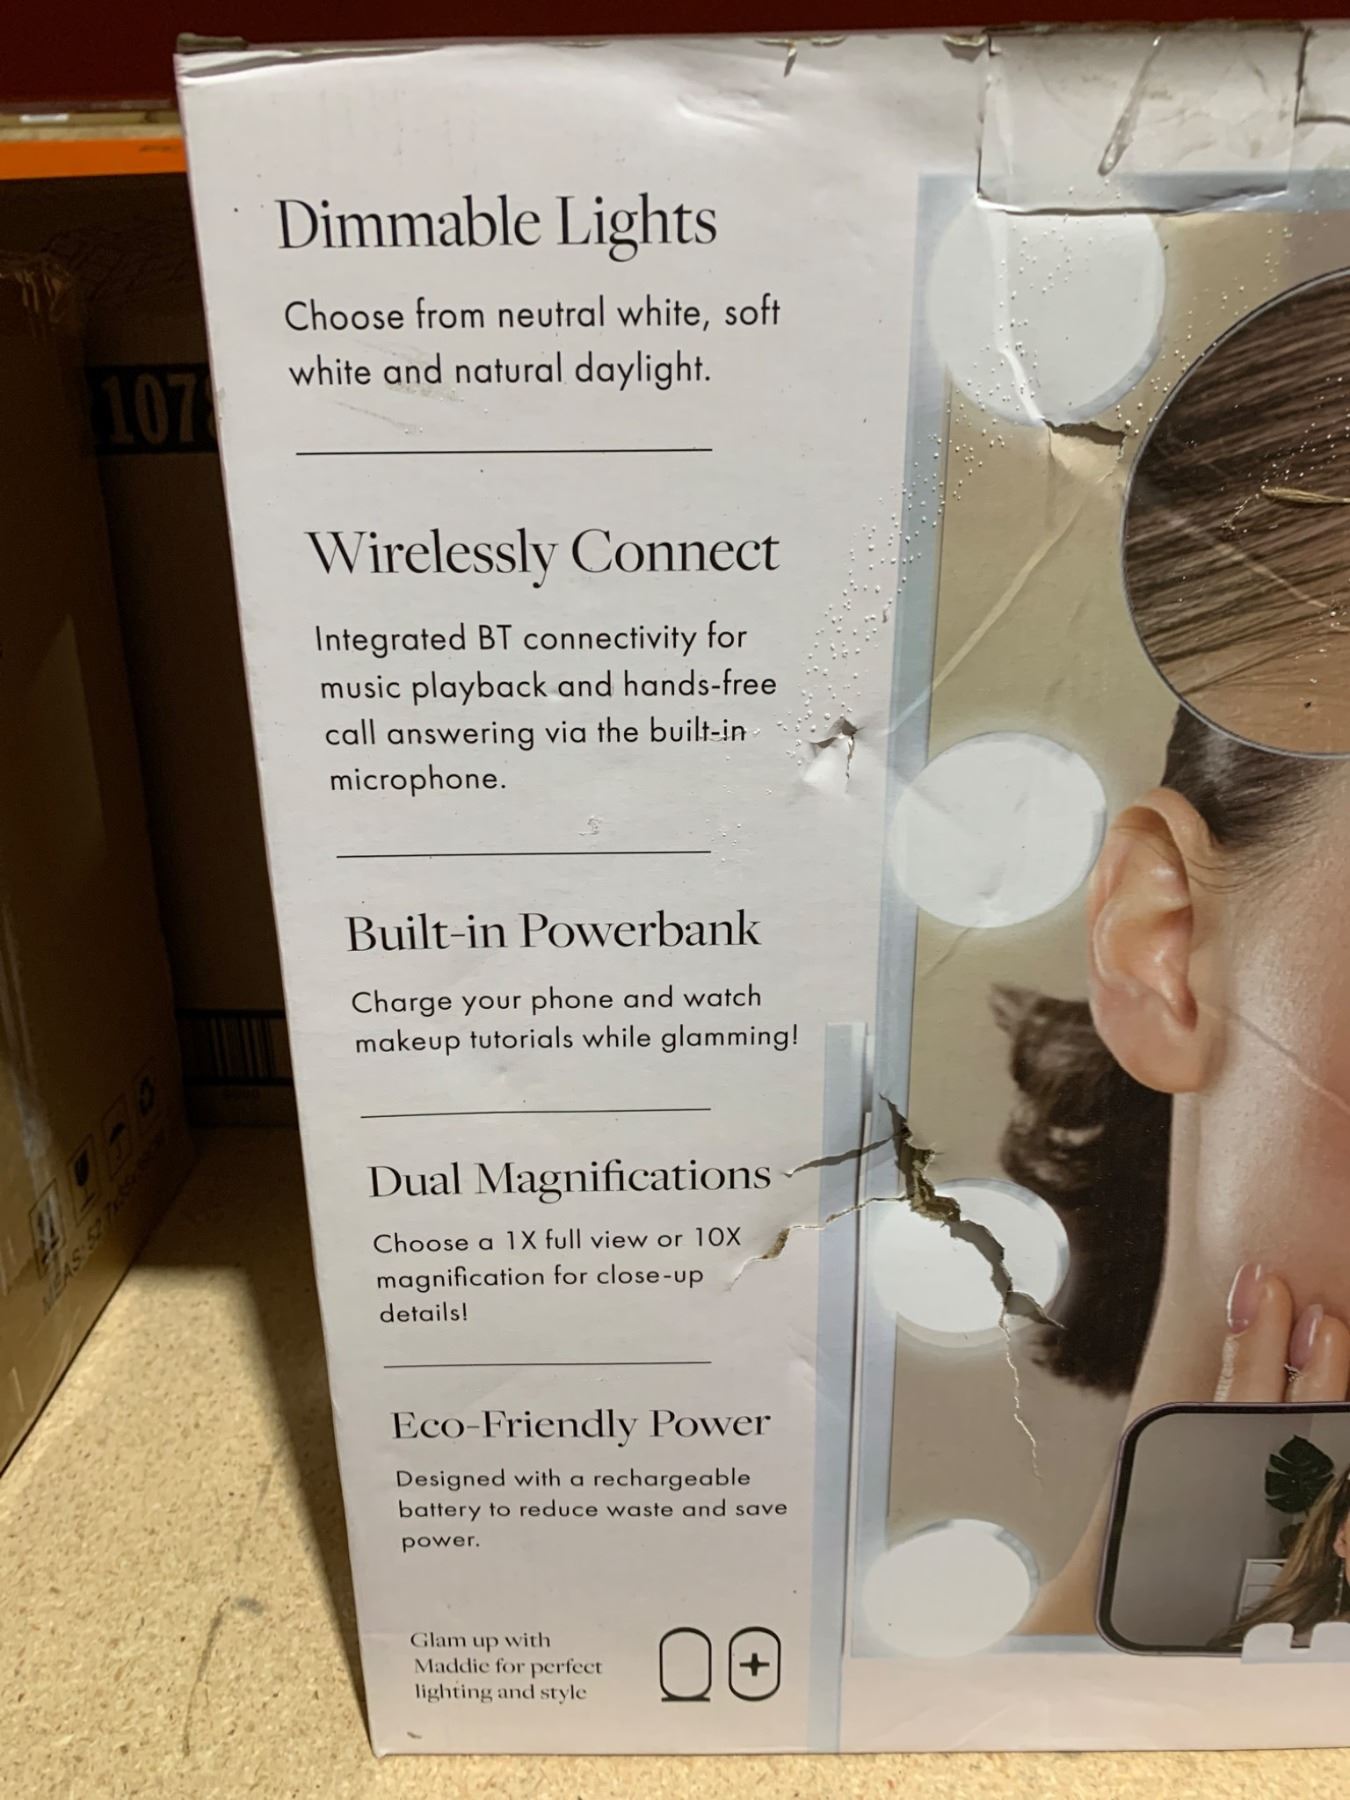 Dimmable Lights
Choose from neutral white, soft
white and natural daylight.
Wirelessly Connect
Integrated BT connectivity for
music playback and hands-free
call answering via the built-in
microphone.
Built-in Powerbank
Charge your phone and watch
makeup tutorials while glamming!
Dual Magnifications
Choose a 1X full view or 10X
magnification for close-up
details!
Eco-Friendly Power
Designed with a rechargeable
battery to reduce waste and save
power.
Glam up with
Maddie for perfect
lighting and style